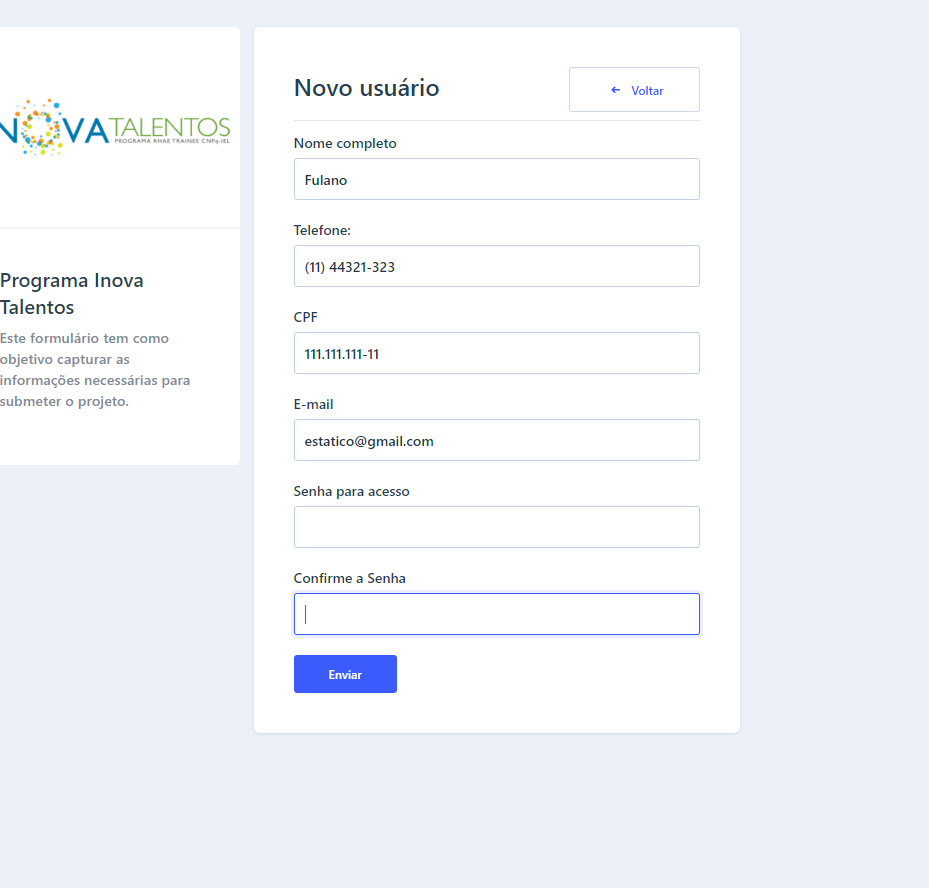 NOVA TALENTOS
PROGRAMA RHAE TRAINEE CNPq-IEL
Programa Inova
Talentos
Este formulário tem como
objetivo capturar as
informações necessárias para
submeter o projeto.
Novo usuário
Voltar
Nome completo
Fulano
Telefone:
(11) 44321-323
CPF
111.111.111-11
E-mail
estatico@gmail.com
Senha para acesso
Confirme a Senha
Enviar